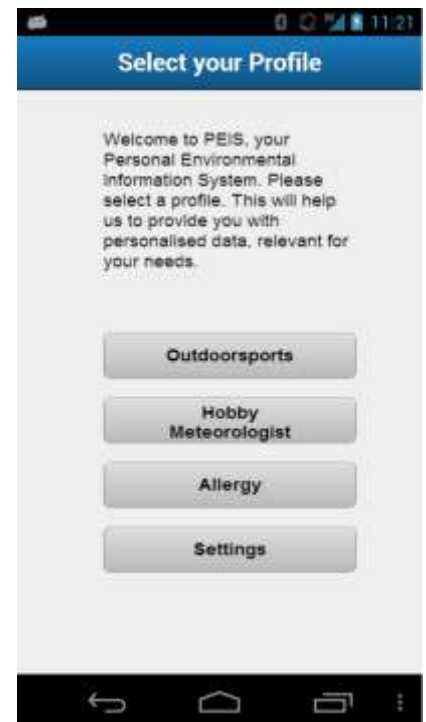 11:21
Select your Profile
Welcome to PEIS, your
Personal Environmental
Information System. Please
select a profile. This will help
us to provide you with
personalised data, relevant for
your needs.
Outdoorsports
Hobby
Meteorologist
Allergy
Settings